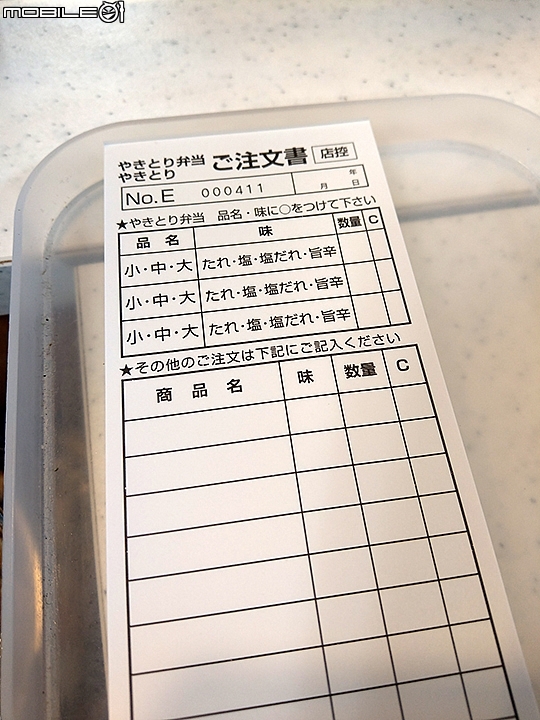 MOBILE01
やきとり弁当
やきとり
ご注文書 店控
No.E 000411 年月日
★やきとり弁当 品名・味に○をつけて下さい
品名 味 数量 C
小・中・大 たれ・塩・塩だれ・旨辛
小・中・大 たれ・塩・塩だれ・旨辛
小・中・大 たれ・塩・塩だれ・旨辛
★その他のご注文は下記にご記入ください
商品名 味 数量 C